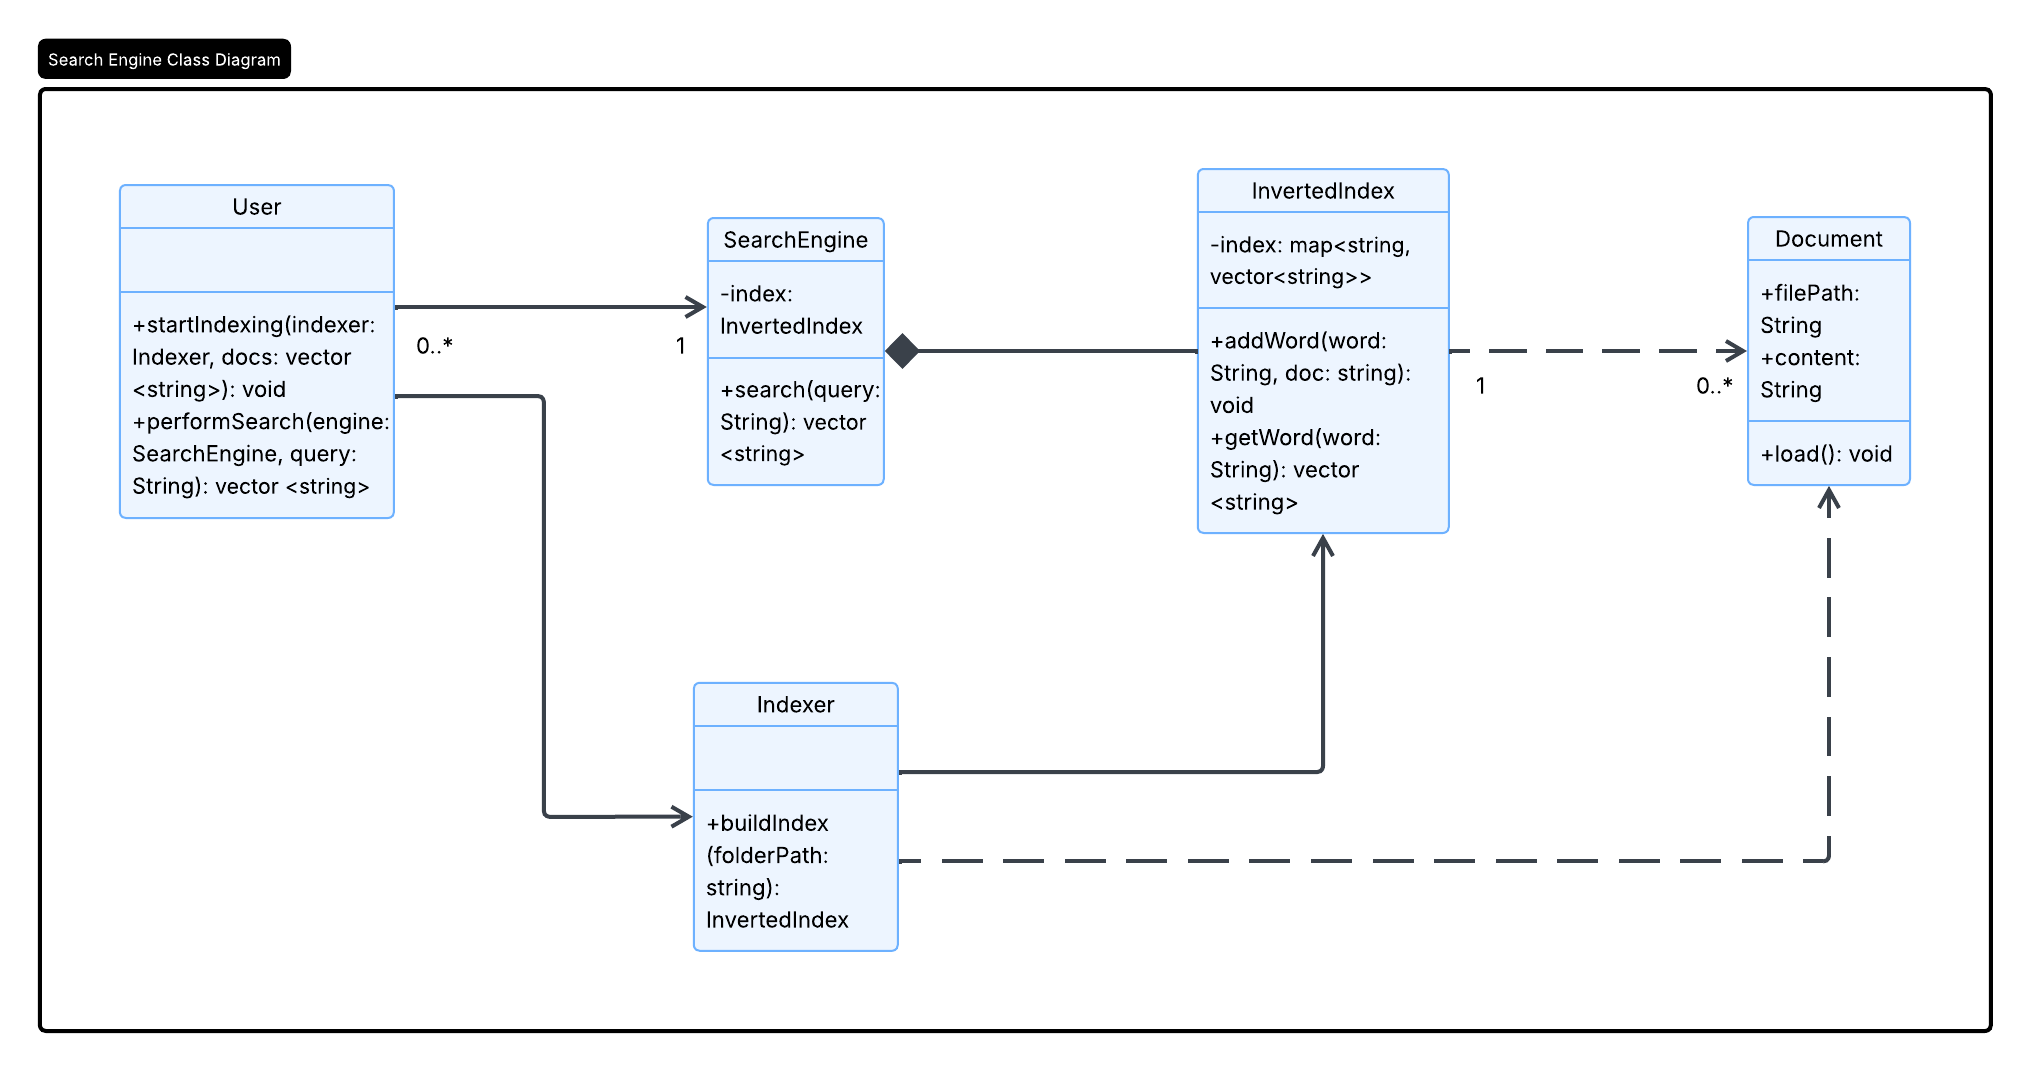 Search Engine Class Diagram
User
+startIndexing(indexer:
Indexer, docs: vector
<string>): void
+performSearch(engine:
SearchEngine, query:
String): vector <string>
0..*
1
SearchEngine
-index:
InvertedIndex
+search(query:
String): vector
<string>
InvertedIndex
-index: map<string,
vector<string>>
+addWord(word:
String, doc: string):
void
+getWord(word:
String): vector
<string>
1
0..*
Document
+filePath:
String
+content:
String
+load(): void
Indexer
+buildIndex
(folderPath:
string):
InvertedIndex